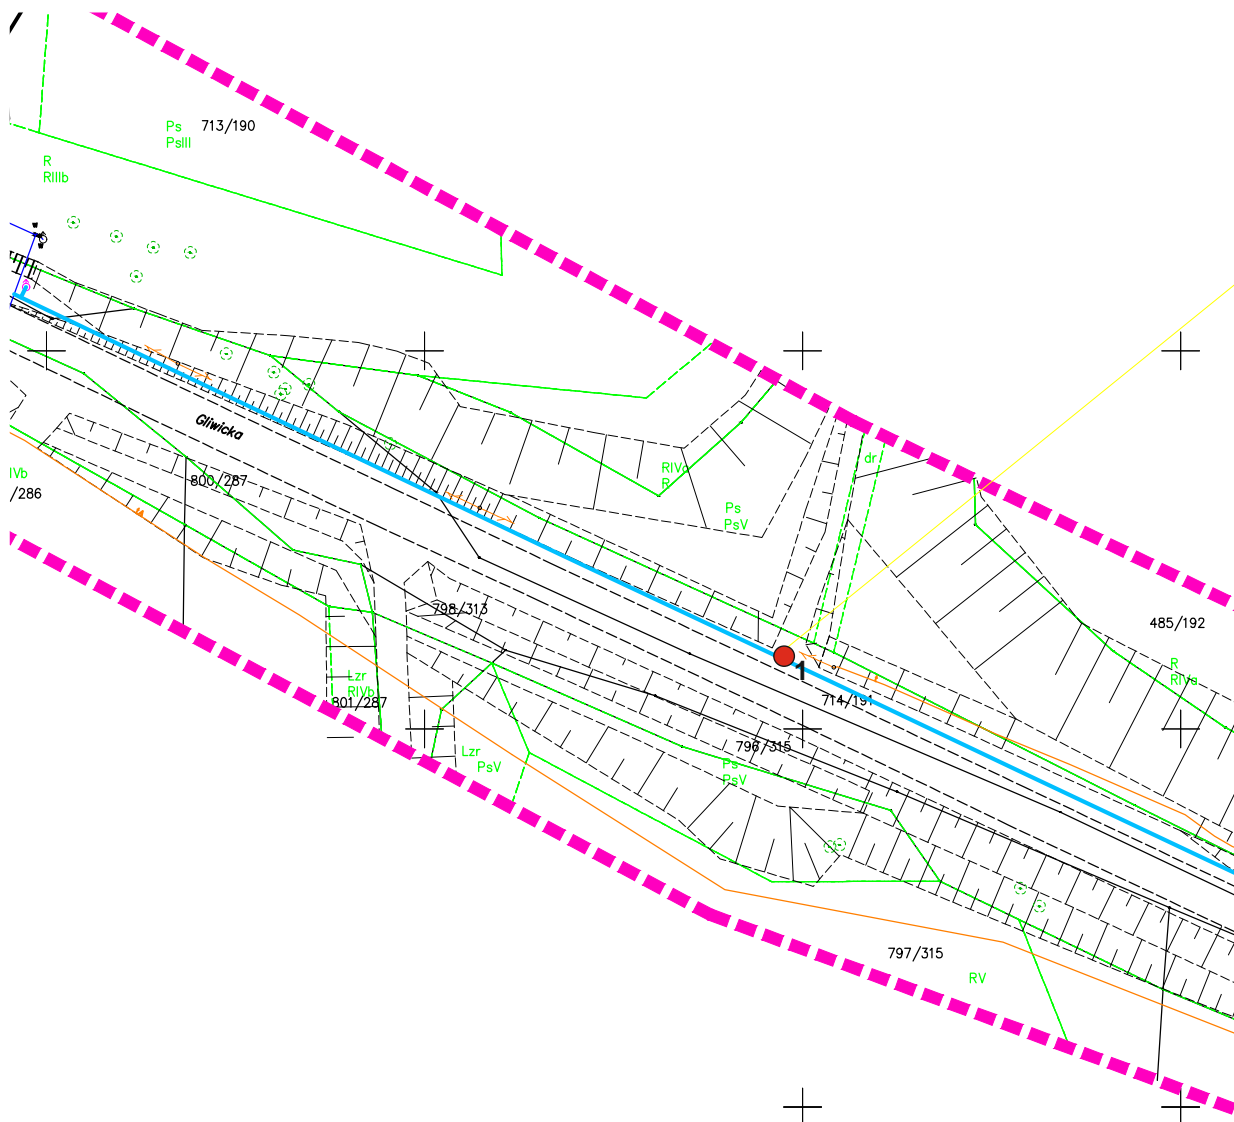 Ps 713/190
PsIII
R
RIIIb
Gliwicka
RIVa
R
dr
IVb
/286
800/287
Ps
PsV
798/313
485/192
R
RIVa
1
Lzr
RIVb
801/287
714/191
796/315
Lzr
PsV
Ps
PsV
797/315
RV